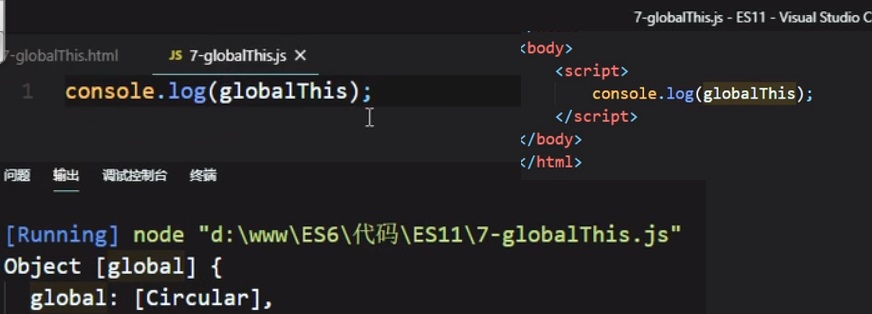 7-globalThis.js - ES11 - Visual Studio C
7-globalThis.html
JS 7-globalThis.js ×
1 console.log(globalThis);
<body>
<script>
console.log(globalThis);
</script>
</body>
</html>
问题 输出 调试控制台 终端
[Running] node "d:\www\ES6\代码\ES11\7-globalThis.js"
Object [global] {
global: [Circular],